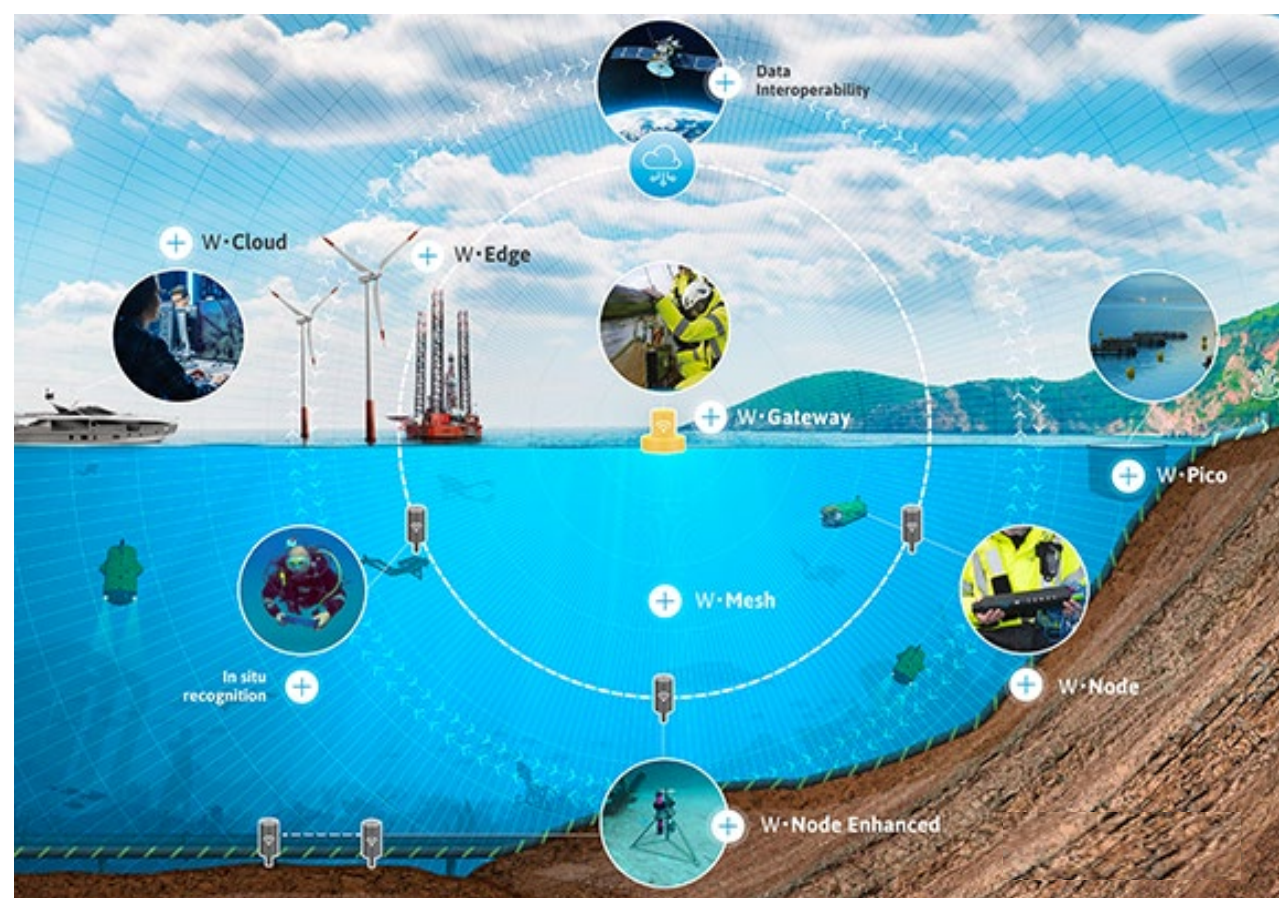 Data
Interoperability
W·Cloud
W·Edge
W·Gateway
W·Pico
W·Mesh
In situ
recognition
W·Node
W·Node Enhanced